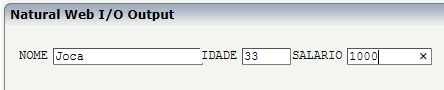 Natural Web I/O Output
NOME Joca IDADE 33 SALARIO 1000 ×